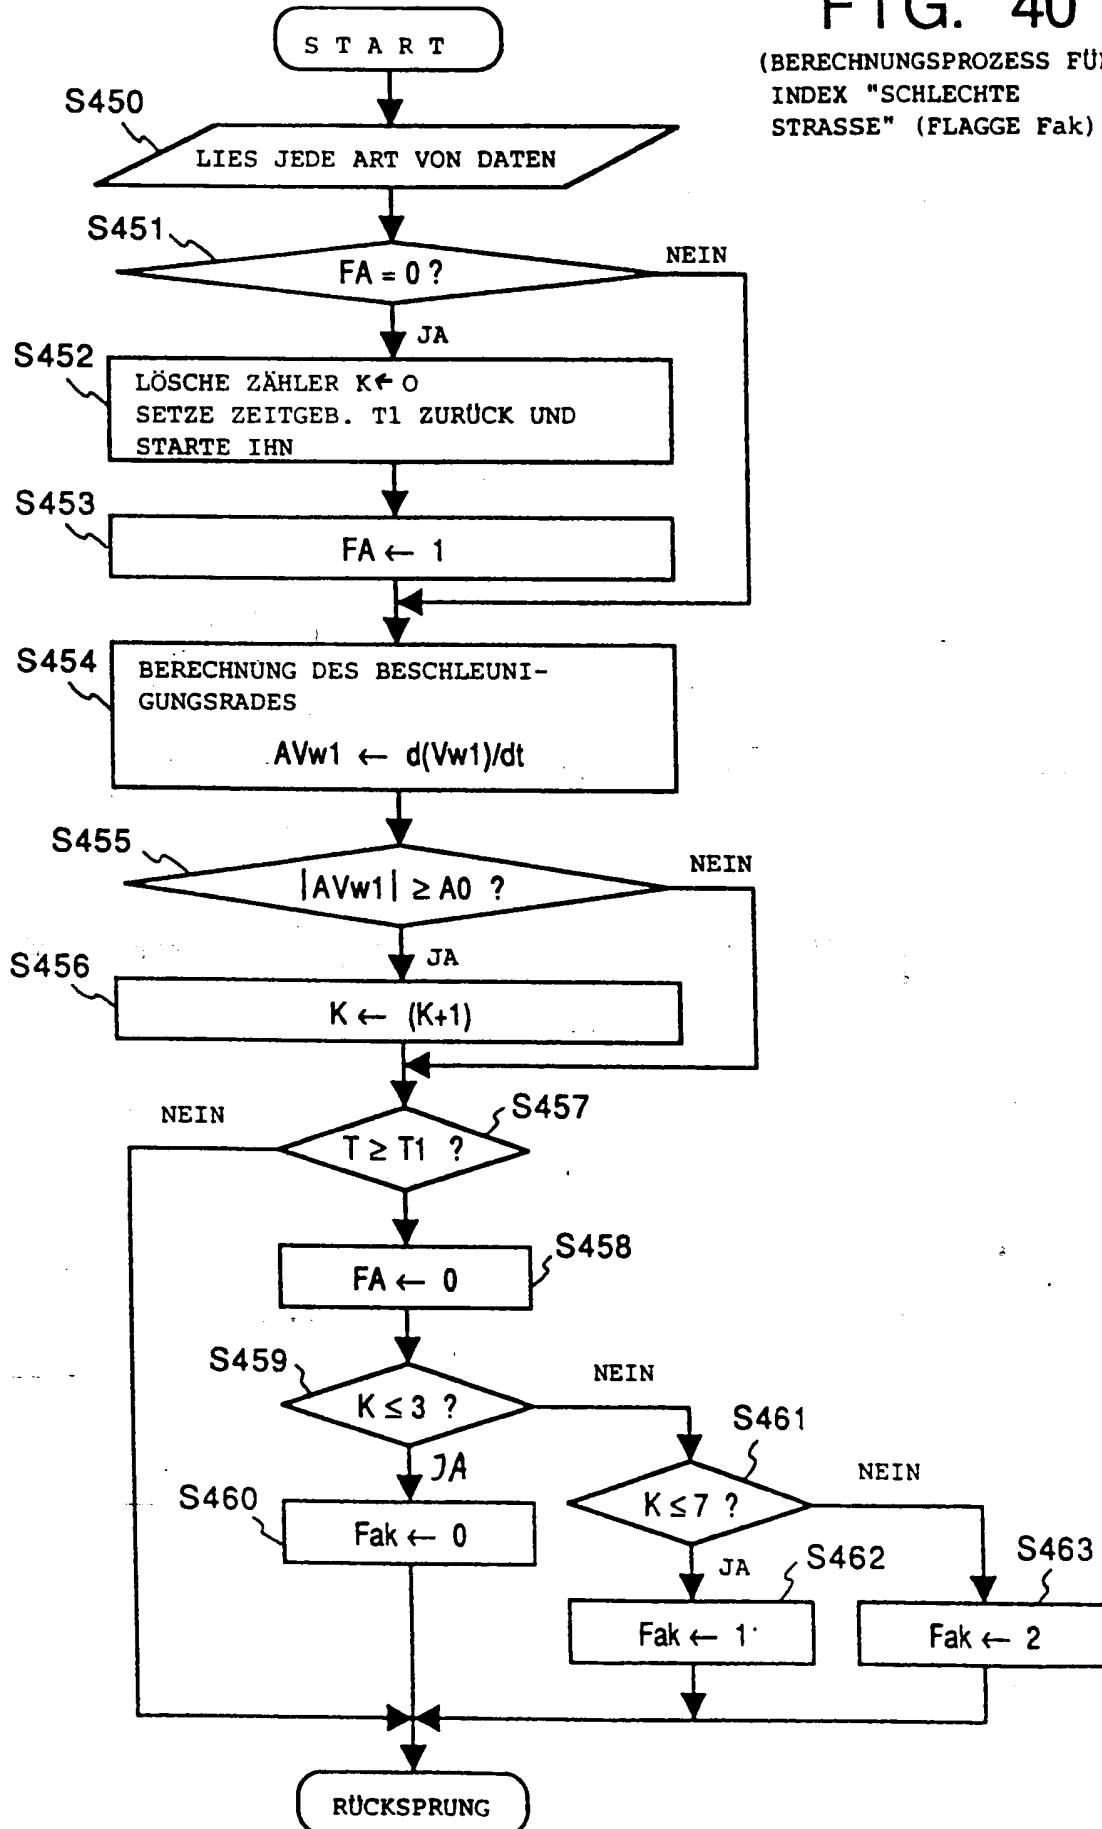 FIG. 40
(BERECHNUNGSPROZESS FÜR
INDEX "SCHLECHTE
STRASSE" (FLAGGE Fak)
START
S450
LIES JEDE ART VON DATEN
S451
FA = 0 ?
NEIN
JA
S452
LÖSCHE ZÄHLER K ← O
SETZE ZEITGEB. T1 ZURÜCK UND
STARTE IHN
S453
FA ← 1
S454
BERECHNUNG DES BESCHLEUNI-
GUNGSRADES
AVw1 ← d(Vw1)/dt
S455
|AVw1| ≥ A0 ?
NEIN
JA
S456
K ← (K+1)
NEIN
S457
T ≥ T1 ?
S458
FA ← 0
S459
K ≤ 3 ?
NEIN
JA
S461
K ≤ 7 ?
NEIN
S460
Fak ← 0
JA
S462
Fak ← 1
S463
Fak ← 2
RÜCKSPRUNG